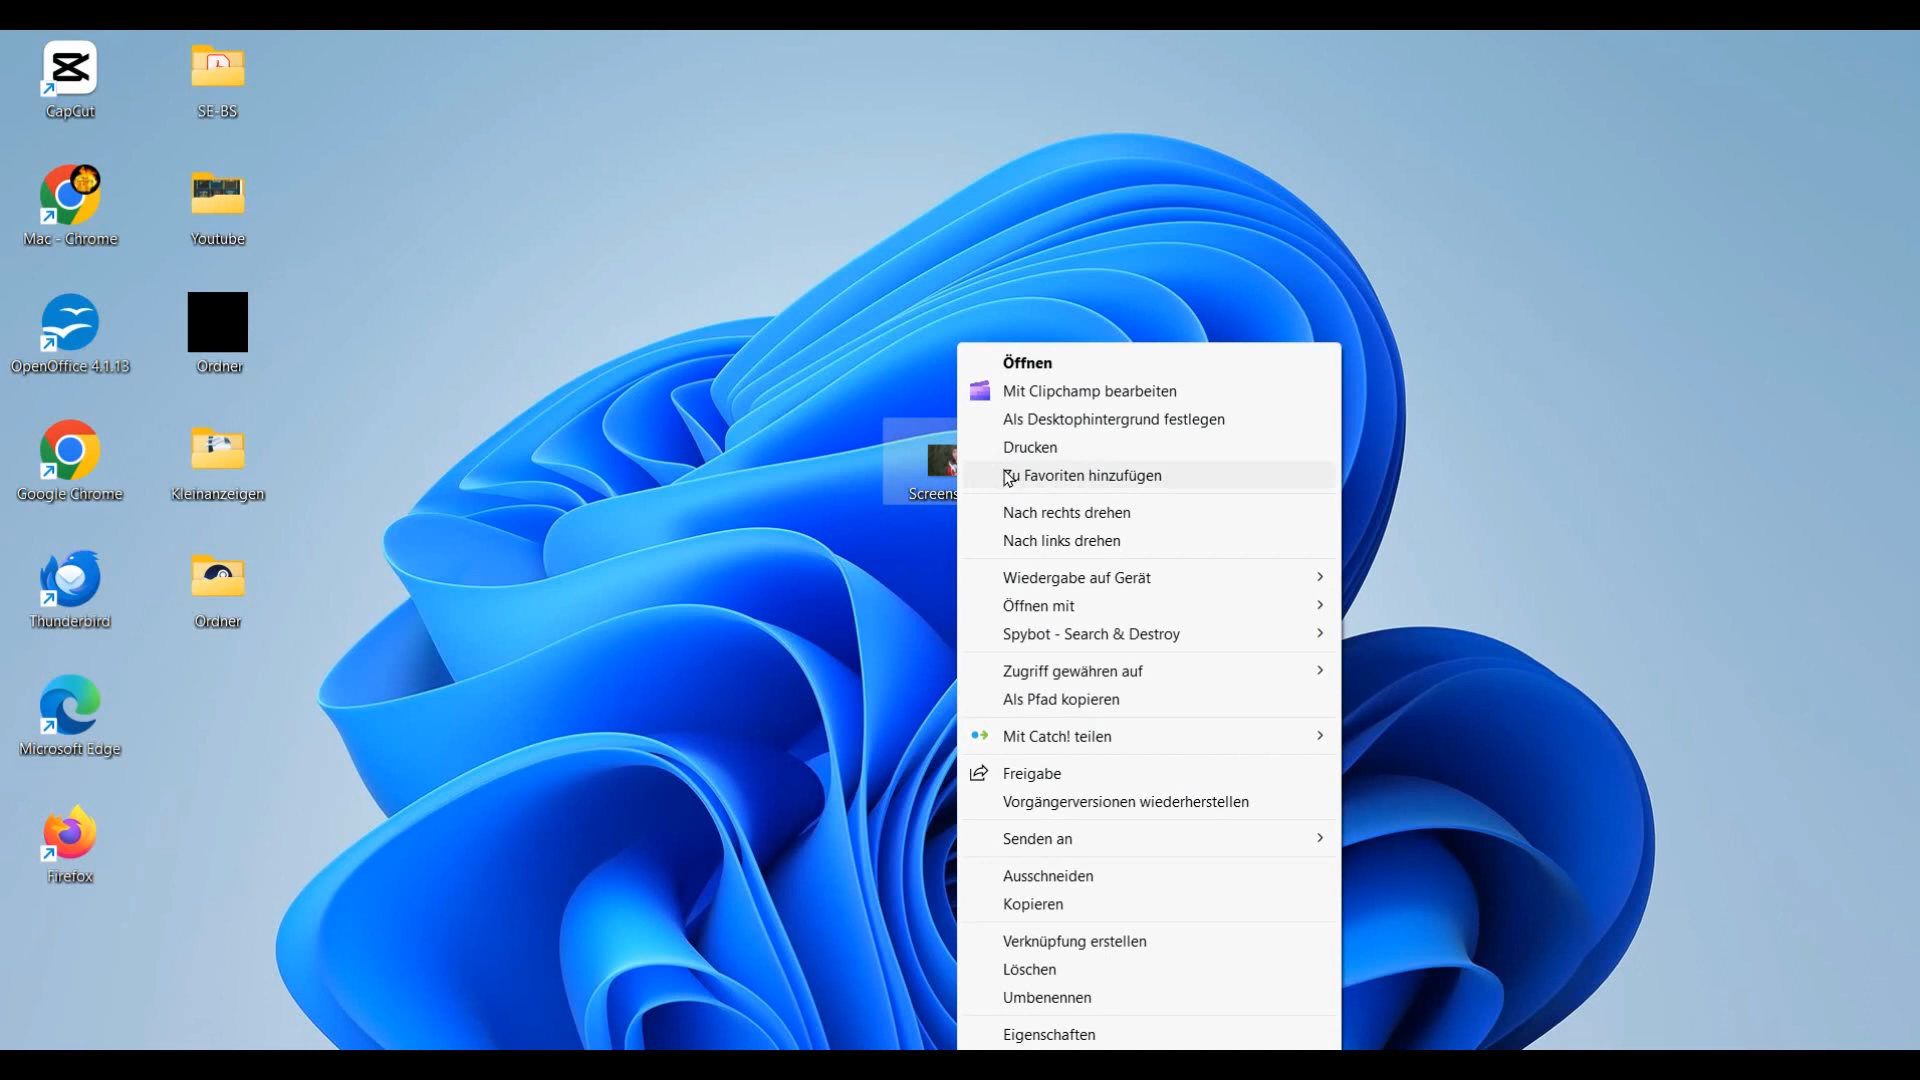 CapCut
SE-BS
Mac - Chrome
Youtube
OpenOffice 4.1.13
Ordner
Google Chrome
Kleinanzeigen
Thunderbird
Ordner
Microsoft Edge
Firefox
Screens
Öffnen
Mit Clipchamp bearbeiten
Als Desktophintergrund festlegen
Drucken
Zu Favoriten hinzufügen
Nach rechts drehen
Nach links drehen
Wiedergabe auf Gerät
Öffnen mit
Spybot - Search & Destroy
Zugriff gewähren auf
Als Pfad kopieren
Mit Catch! teilen
Freigabe
Vorgängerversionen wiederherstellen
Senden an
Ausschneiden
Kopieren
Verknüpfung erstellen
Löschen
Umbenennen
Eigenschaften